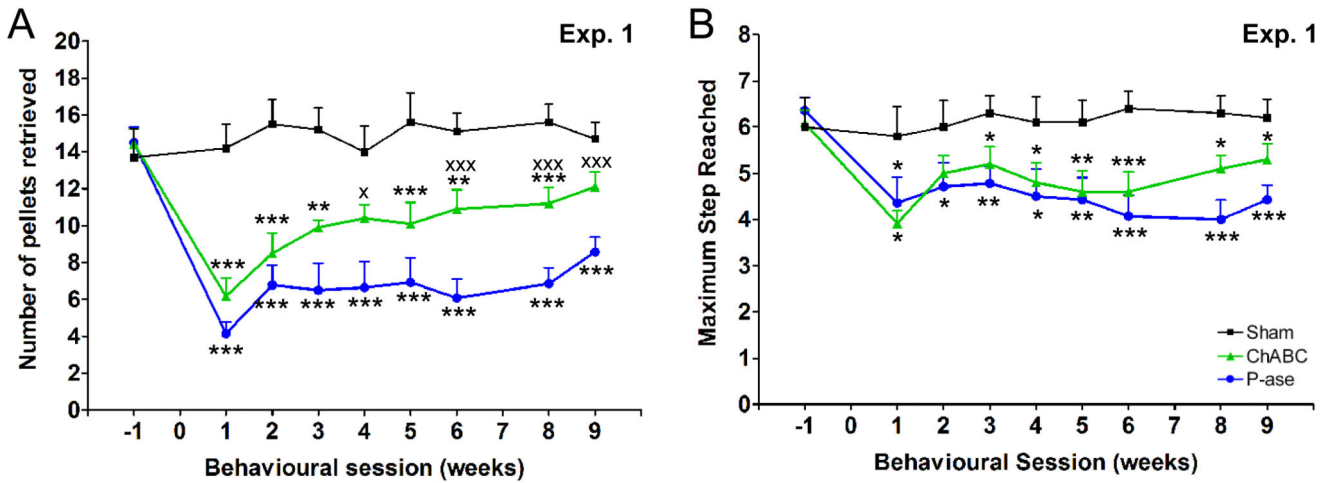 A
Exp. 1
Number of pellets retrieved
20
18
16
14
12
10
8
6
4
2
0
xxx
xxx
xxx
x
***
**
***
***
**
***
***
***
***
***
***
***
***
***
-1 0 1 2 3 4 5 6 7 8 9
Behavioural session (weeks)
B
Exp. 1
Maximum Step Reached
8
7
6
5
4
3
2
1
0
*
*
*
**
***
*
*
*
*
**
*
**
***
***
***
Sham
ChABC
P-ase
-1 0 1 2 3 4 5 6 7 8 9
Behavioural Session (weeks)